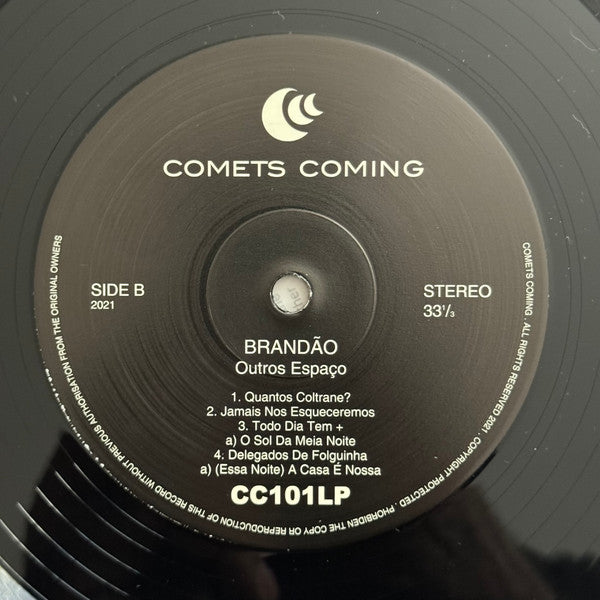 COMETS COMING
SIDE B
2021
STEREO
33⅓
BRANDÃO
Outros Espaço
1. Quantos Coltrane?
2. Jamais Nos Esqueceremos
3. Todo Dia Tem +
a) O Sol Da Meia Noite
4. Delegados De Folguinha
a) (Essa Noite) A Casa É Nossa
CC101LP
COMETS COMING . ALL RIGHTS RESERVED 2021 . COPYRIGHT PROTECTED . PHORBIDEN THE COPY OR REPRODUCTION OF THIS RECORD WITHOUT PREVIOUS AUTHORISATION FROM THE ORIGINAL OWNERS